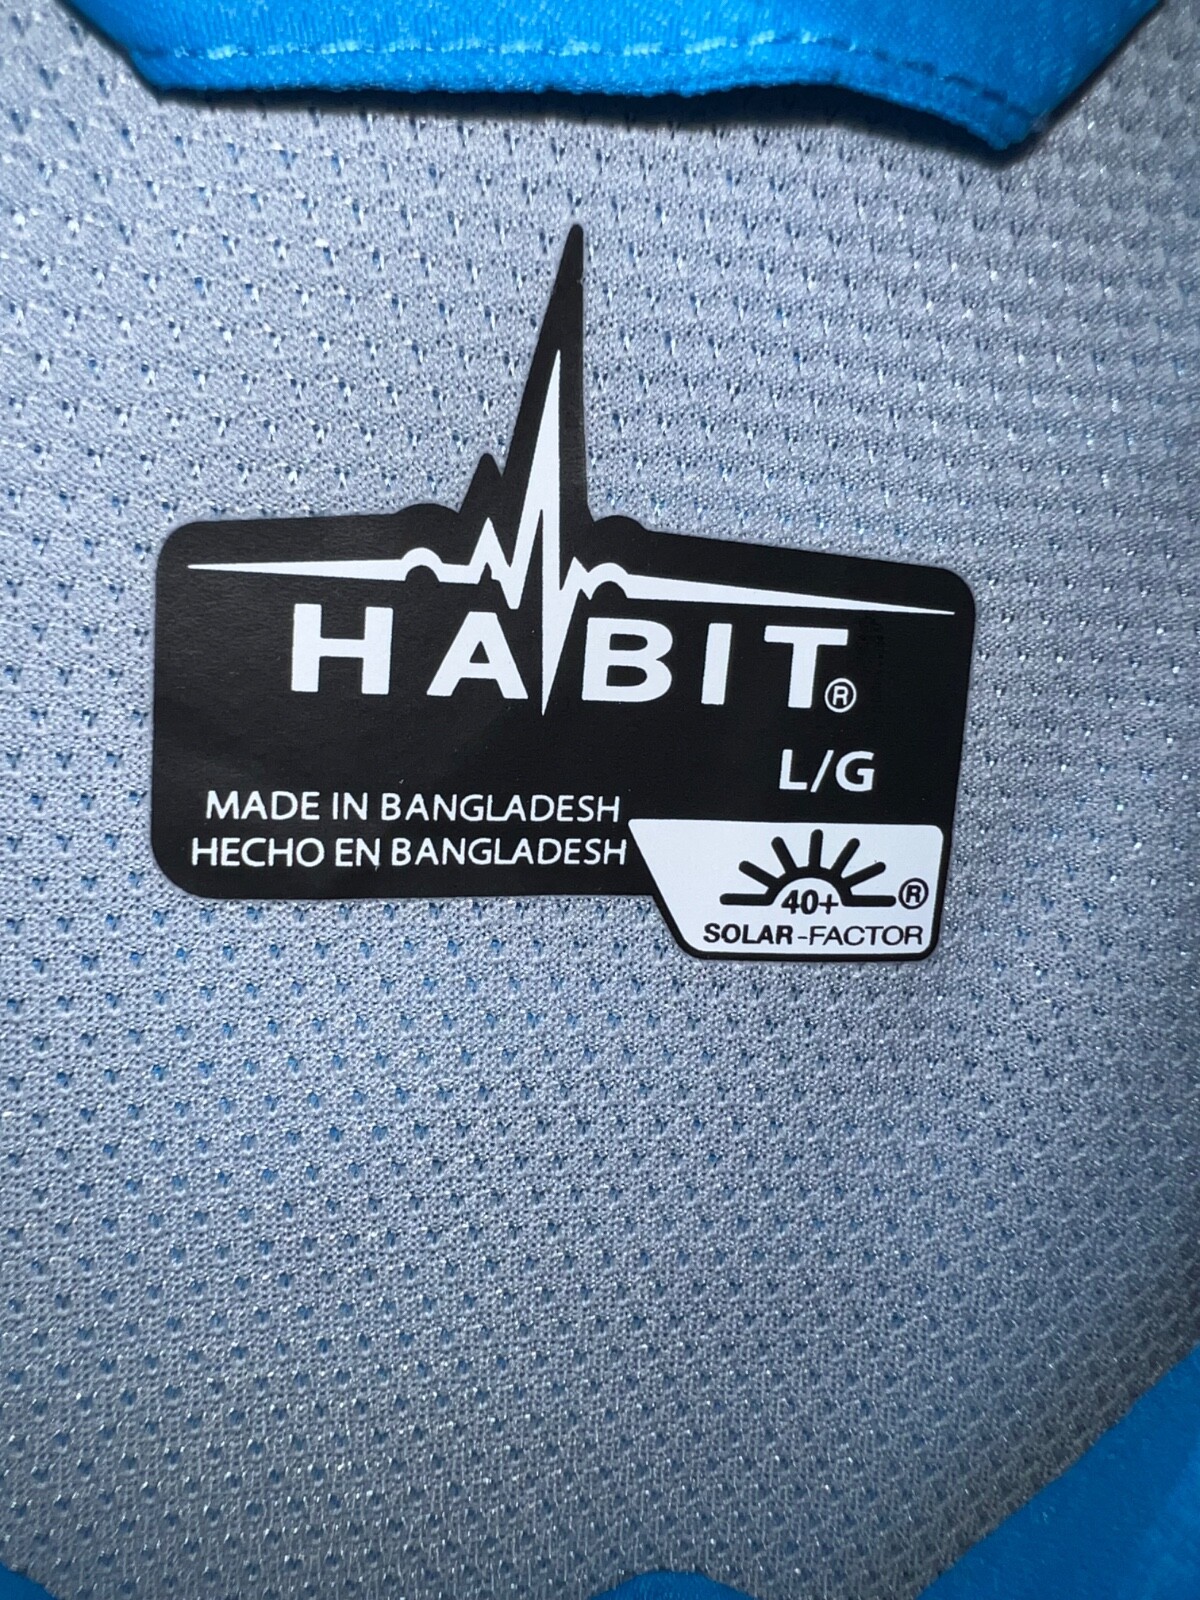 HABIT®
L/G
MADE IN BANGLADESH
HECHO EN BANGLADESH
40+ ®
SOLAR-FACTOR